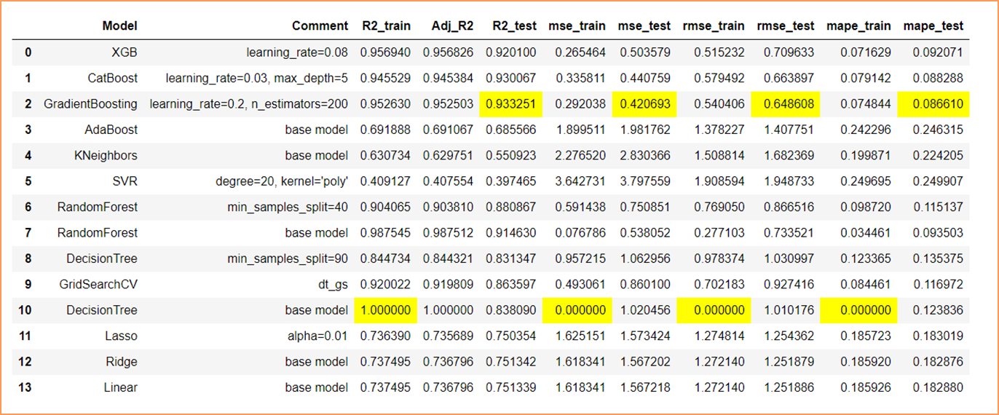 Model Comment R2_train Adj_R2 R2_test mse_train mse_test rmse_train rmse_test mape_train mape_test
0 XGB learning_rate=0.08 0.956940 0.956826 0.920100 0.265464 0.503579 0.515232 0.709633 0.071629 0.092071
1 CatBoost learning_rate=0.03, max_depth=5 0.945529 0.945384 0.930067 0.335811 0.440759 0.579492 0.663897 0.079142 0.088288
2 GradientBoosting learning_rate=0.2, n_estimators=200 0.952630 0.952503 0.933251 0.292038 0.420693 0.540406 0.648608 0.074844 0.086610
3 AdaBoost base model 0.691888 0.691067 0.685566 1.899511 1.981762 1.378227 1.407751 0.242296 0.246315
4 KNeighbors base model 0.630734 0.629751 0.550923 2.276520 2.830366 1.508814 1.682369 0.199871 0.224205
5 SVR degree=20, kernel='poly' 0.409127 0.407554 0.397465 3.642731 3.797559 1.908594 1.948733 0.249695 0.249907
6 RandomForest min_samples_split=40 0.904065 0.903810 0.880867 0.591438 0.750851 0.769050 0.866516 0.098720 0.115137
7 RandomForest base model 0.987545 0.987512 0.914630 0.076786 0.538052 0.277103 0.733521 0.034461 0.093503
8 DecisionTree min_samples_split=90 0.844734 0.844321 0.831347 0.957215 1.062956 0.978374 1.030997 0.123365 0.135375
9 GridSearchCV dt_gs 0.920022 0.919809 0.863597 0.493061 0.860100 0.702183 0.927416 0.084461 0.116972
10 DecisionTree base model 1.000000 1.000000 0.838090 0.000000 1.020456 0.000000 1.010176 0.000000 0.123836
11 Lasso alpha=0.01 0.736390 0.735689 0.750354 1.625151 1.573424 1.274814 1.254362 0.185723 0.183019
12 Ridge base model 0.737495 0.736796 0.751342 1.618341 1.567202 1.272140 1.251879 0.185920 0.182876
13 Linear base model 0.737495 0.736796 0.751339 1.618341 1.567218 1.272140 1.251886 0.185926 0.182880